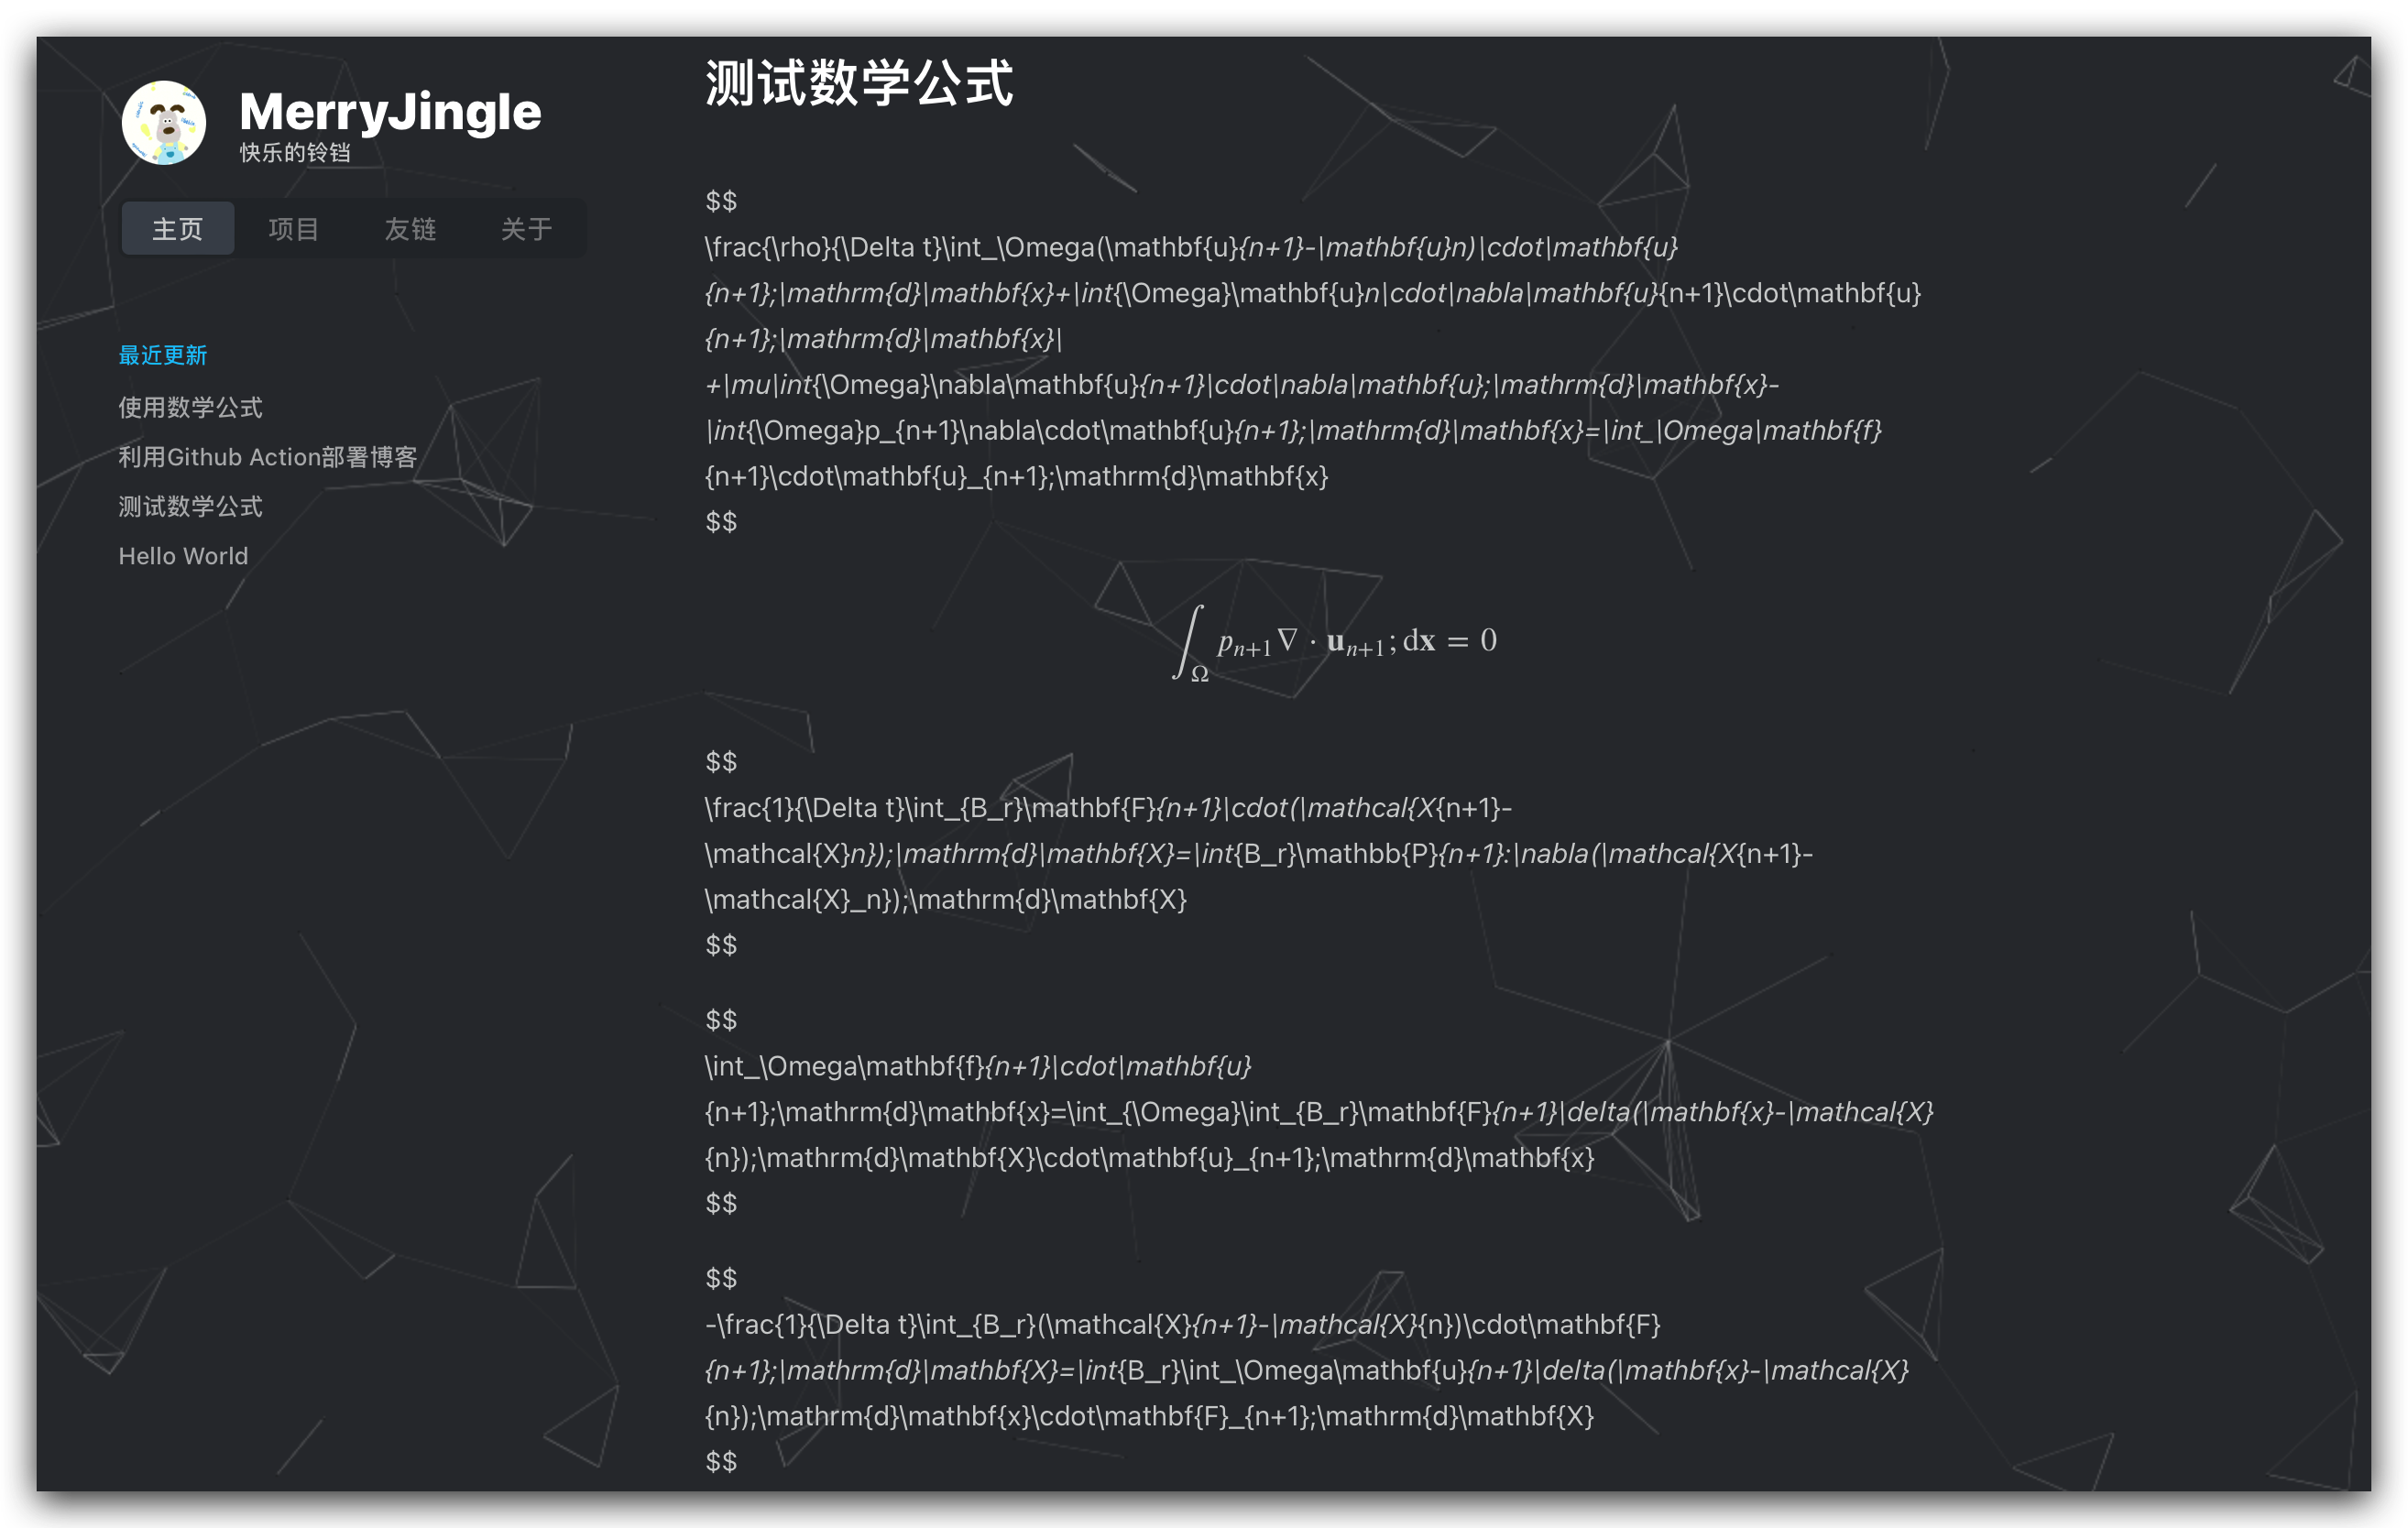 MerryJingle
快乐的铃铛
主页 项目 友链 关于
最近更新
使用数学公式
利用Github Action部署博客
测试数学公式
Hello World
测试数学公式
$$
\frac{\rho}{\Delta t}\int_\Omega(\mathbf{u}{n+1}-\mathbf{u}n)\cdot\mathbf{u}
{n+1};\mathrm{d}\mathbf{x}+\int{\Omega}\mathbf{u}n\cdot\nabla\mathbf{u}{n+1}\cdot\mathbf{u}
{n+1};\mathrm{d}\mathbf{x}\
+\mu\int{\Omega}\nabla\mathbf{u}{n+1}\cdot\nabla\mathbf{u};\mathrm{d}\mathbf{x}-
\int{\Omega}p_{n+1}\nabla\cdot\mathbf{u}{n+1};\mathrm{d}\mathbf{x}=\int_\Omega\mathbf{f}
{n+1}\cdot\mathbf{u}_{n+1};\mathrm{d}\mathbf{x}
$$
∫_Ω p_{n+1}∇ · u_{n+1}; dx = 0
$$
\frac{1}{\Delta t}\int_{B_r}\mathbf{F}{n+1}\cdot(\mathcal{X{n+1}-
\mathcal{X}n});\mathrm{d}\mathbf{X}=\int{B_r}\mathbb{P}{n+1}:\nabla(\mathcal{X{n+1}-
\mathcal{X}_n});\mathrm{d}\mathbf{X}
$$
$$
\int_\Omega\mathbf{f}{n+1}\cdot\mathbf{u}
{n+1};\mathrm{d}\mathbf{x}=\int_{\Omega}\int_{B_r}\mathbf{F}{n+1}\delta(\mathbf{x}-\mathcal{X}
{n});\mathrm{d}\mathbf{X}\cdot\mathbf{u}_{n+1};\mathrm{d}\mathbf{x}
$$
$$
-\frac{1}{\Delta t}\int_{B_r}(\mathcal{X}{n+1}-\mathcal{X}{n})\cdot\mathbf{F}
{n+1};\mathrm{d}\mathbf{X}=\int{B_r}\int_\Omega\mathbf{u}{n+1}\delta(\mathbf{x}-\mathcal{X}
{n});\mathrm{d}\mathbf{x}\cdot\mathbf{F}_{n+1};\mathrm{d}\mathbf{X}
$$